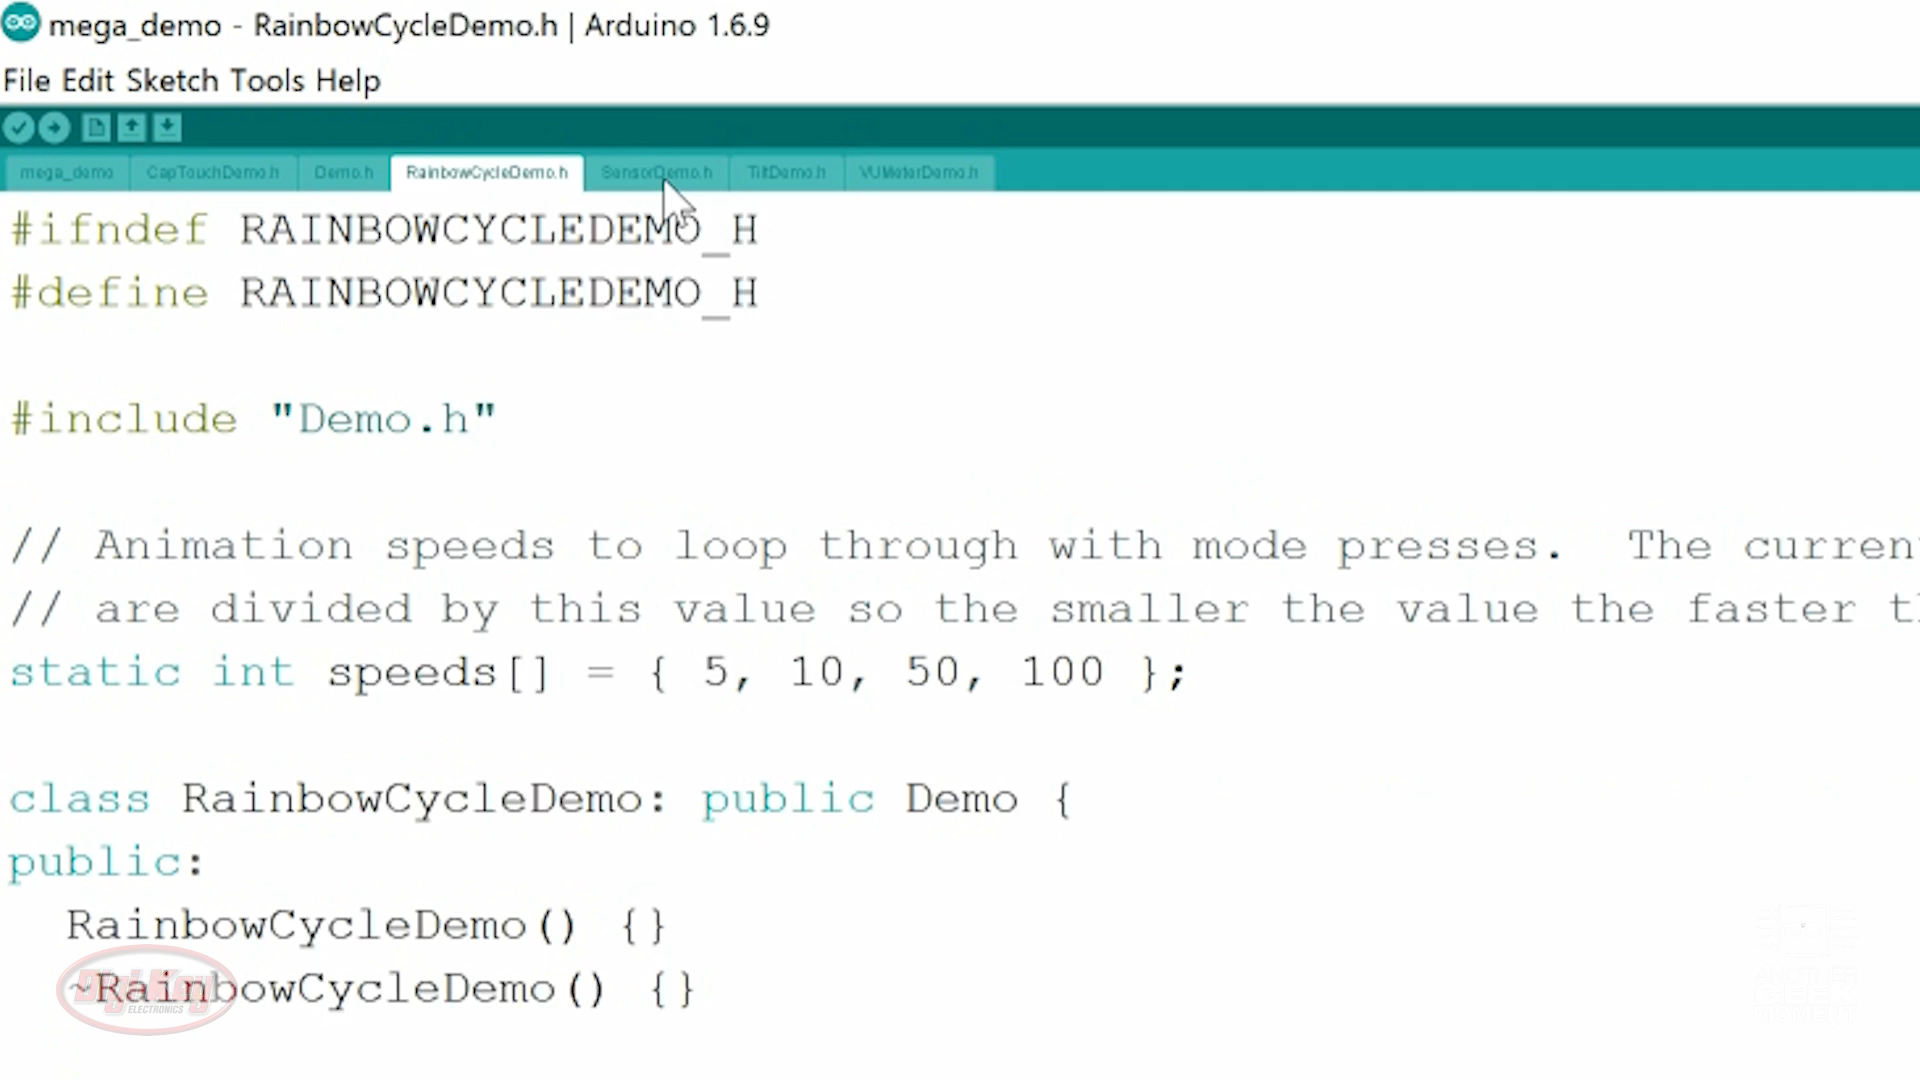 mega_demo - RainbowCycleDemo.h | Arduino 1.6.9
File Edit Sketch Tools Help
mega_demo CapTouchDemo.h Demo.h RainbowCycleDemo.h SensorDemo.h TiltDemo.h VUMeterDemo.h
#ifndef RAINBOWCYCLEDEMO_H
#define RAINBOWCYCLEDEMO_H
#include "Demo.h"
// Animation speeds to loop through with mode presses.  The curren
// are divided by this value so the smaller the value the faster t
static int speeds[] = { 5, 10, 50, 100 };
class RainbowCycleDemo: public Demo {
public:
RainbowCycleDemo() {}
~RainbowCycleDemo() {}
Digi-Key
ELECTRONICS